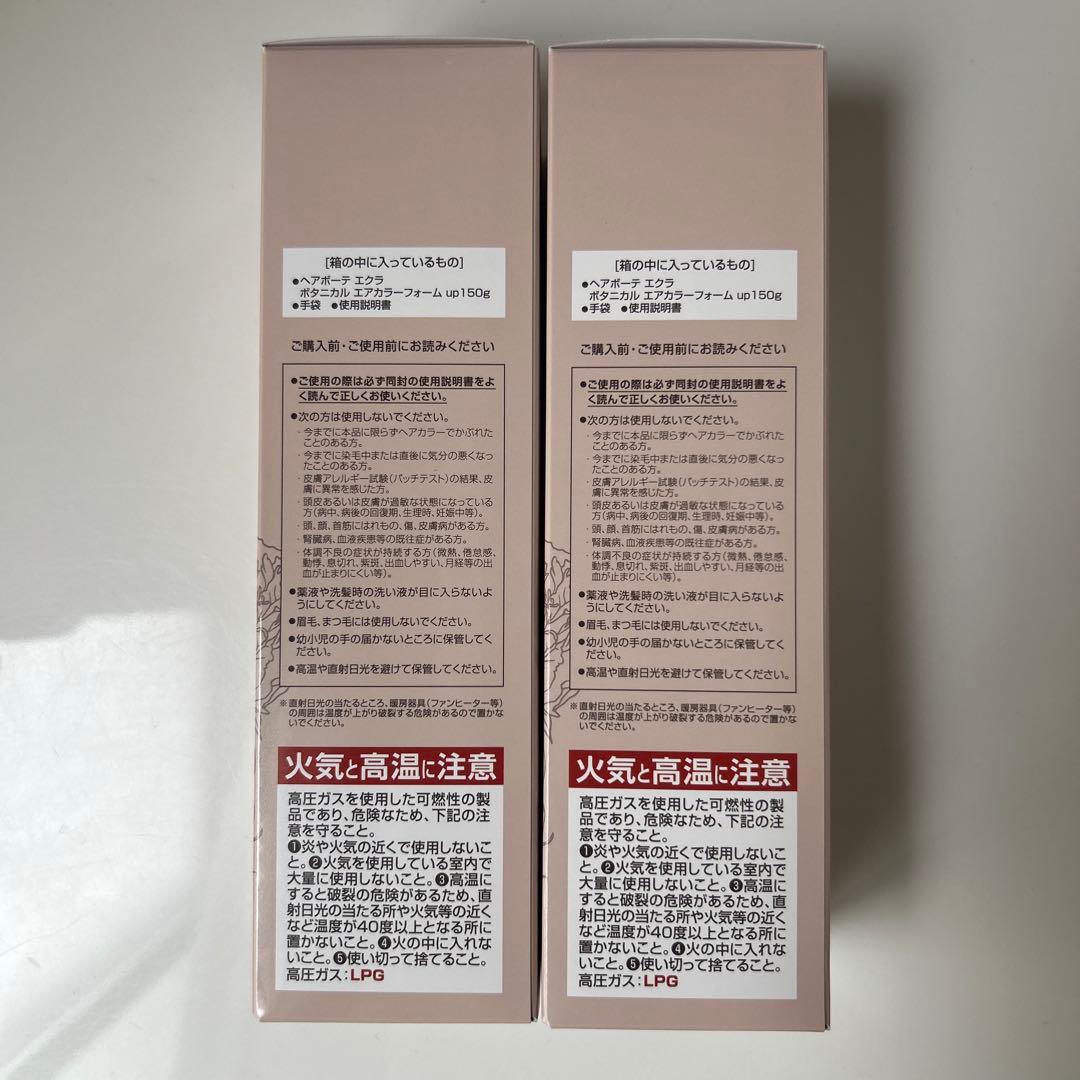 [箱の中に入っているもの]
●ヘアボーテ エクラ
ボタニカル エアカラーフォーム up150g
●手袋 ●使用説明書
ご購入前・ご使用前にお読みください
●ご使用の際は必ず同封の使用説明書をよ
く読んで正しくお使いください。
●次の方は使用しないでください。
・今までに本品に限らずヘアカラーでかぶれた
ことのある方。
・今までに染毛中または直後に気分の悪くなっ
たことのある方。
・皮膚アレルギー試験(パッチテスト)の結果、皮
膚に異常を感じた方。
・頭皮あるいは皮膚が過敏な状態になっている
方(病中、病後の回復期、生理時、妊娠中等)。
・頭、顔、首筋にはれもの、傷、皮膚病がある方。
・腎臓病、血液疾患等の既往症がある方。
・体調不良の症状が持続する方(微熱、倦怠感、
動悸、息切れ、紫斑、出血しやすい、月経等の出
血が止まりにくい等)。
●薬液や洗髪時の洗い液が目に入らないよ
うにしてください。
●眉毛、まつ毛には使用しないでください。
●幼小児の手の届かないところに保管してく
ださい。
●高温や直射日光を避けて保管してください。
※直射日光の当たるところ、暖房器具(ファンヒーター等)
の周囲は温度が上がり破裂する危険があるので置かな
いでください。
火気と高温に注意
高圧ガスを使用した可燃性の製
品であり、危険なため、下記の注
意を守ること。
❶炎や火気の近くで使用しないこ
と。❷火気を使用している室内で
大量に使用しないこと。❸高温に
すると破裂の危険があるため、直
射日光の当たる所や火気等の近く
など温度が40度以上となる所に
置かないこと。❹火の中に入れな
いこと。❺使い切って捨てること。
高圧ガス:LPG
[箱の中に入っているもの]
●ヘアボーテ エクラ
ボタニカル エアカラーフォーム up150g
●手袋 ●使用説明書
ご購入前・ご使用前にお読みください
●ご使用の際は必ず同封の使用説明書をよ
く読んで正しくお使いください。
●次の方は使用しないでください。
・今までに本品に限らずヘアカラーでかぶれた
ことのある方。
・今までに染毛中または直後に気分の悪くなっ
たことのある方。
・皮膚アレルギー試験(パッチテスト)の結果、皮
膚に異常を感じた方。
・頭皮あるいは皮膚が過敏な状態になっている
方(病中、病後の回復期、生理時、妊娠中等)。
・頭、顔、首筋にはれもの、傷、皮膚病がある方。
・腎臓病、血液疾患等の既往症がある方。
・体調不良の症状が持続する方(微熱、倦怠感、
動悸、息切れ、紫斑、出血しやすい、月経等の出
血が止まりにくい等)。
●薬液や洗髪時の洗い液が目に入らないよ
うにしてください。
●眉毛、まつ毛には使用しないでください。
●幼小児の手の届かないところに保管してく
ださい。
●高温や直射日光を避けて保管してください。
※直射日光の当たるところ、暖房器具(ファンヒーター等)
の周囲は温度が上がり破裂する危険があるので置かな
いでください。
火気と高温に注意
高圧ガスを使用した可燃性の製
品であり、危険なため、下記の注
意を守ること。
❶炎や火気の近くで使用しないこ
と。❷火気を使用している室内で
大量に使用しないこと。❸高温に
すると破裂の危険があるため、直
射日光の当たる所や火気等の近く
など温度が40度以上となる所に
置かないこと。❹火の中に入れな
いこと。❺使い切って捨てること。
高圧ガス:LPG